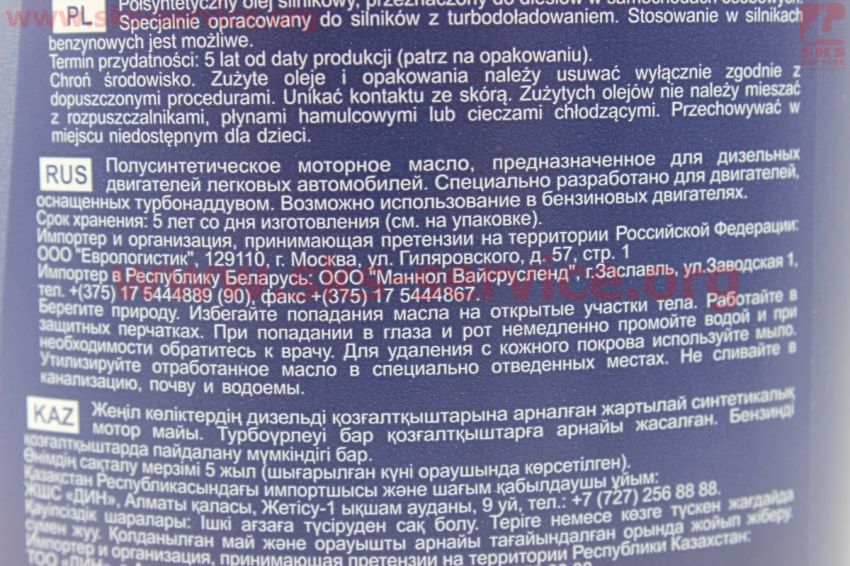 PL Półsyntetyczny olej silnikowy, przeznaczony do dieslów w samochodach osobowych.
Specjalnie opracowany do silników z turbodoładowaniem. Stosowanie w silnikach
benzynowych jest możliwe.
Termin przydatności: 5 lat od daty produkcji (patrz na opakowaniu).
Chroń środowisko. Zużyte oleje i opakowania należy usuwać wyłącznie zgodnie z
dopuszczonymi procedurami. Unikać kontaktu ze skórą. Zużytych olejów nie należy mieszać
z rozpuszczalnikami, płynami hamulcowymi lub cieczami chłodzącymi. Przechowywać w
miejscu niedostępnym dla dzieci.
RUS Полусинтетическое моторное масло, предназначенное для дизельных
двигателей легковых автомобилей. Специально разработано для двигателей,
оснащенных турбонаддувом. Возможно использование в бензиновых двигателях.
Срок хранения: 5 лет со дня изготовления (см. на упаковке).
Импортер и организация, принимающая претензии на территории Российской Федерации:
ООО "Еврологистик", 129110, г. Москва, ул. Гиляровского, д. 57, стр. 1
Импортер в Республику Беларусь: ООО "Маннол Вайсрусленд", г.Заславль, ул.Заводская 1,
тел. +(375) 17 5444889 (90), факс +(375) 17 5444867.
Берегите природу. Избегайте попадания масла на открытые участки тела. Работайте в
защитных перчатках. При попадании в глаза и рот немедленно промойте водой и при
необходимости обратитесь к врачу. Для удаления с кожного покрова используйте мыло.
Утилизируйте отработанное масло в специально отведенных местах. Не сливайте в
канализацию, почву и водоемы.
KAZ Жеңіл көліктердің дизельді қозғалтқыштарына арналған жартылай синтетикалық
мотор майы. Турбоүрлеуі бар қозғалтқыштарға арнайы жасалған. Бензинді
қозғалтқыштарда пайдалану мүмкіндігі бар.
Өнімдің сақталу мерзімі 5 жыл (шығарылған күні ораушында көрсетілген).
Қазақстан Республикасындағы импортшысы және шағым қабылдаушы ұйым:
ЖШС «ДИН», Алматы қаласы, Жетісу-1 ықшам ауданы, 9 уй, тел.: +7 (727) 256 88 88.
Қауіпсіздік шаралары: Ішкі ағзаға түсіруден сақ болу. Теріге немесе көзге түскен жағдайда
сумен жуу. Қолданылған май және орауышты арнайы тағайындалған орында жойып жіберу.
Импортер и организация, принимающая претензии на территории Республики Казахстан:
www.sks-service.org
SKS
SERVICE